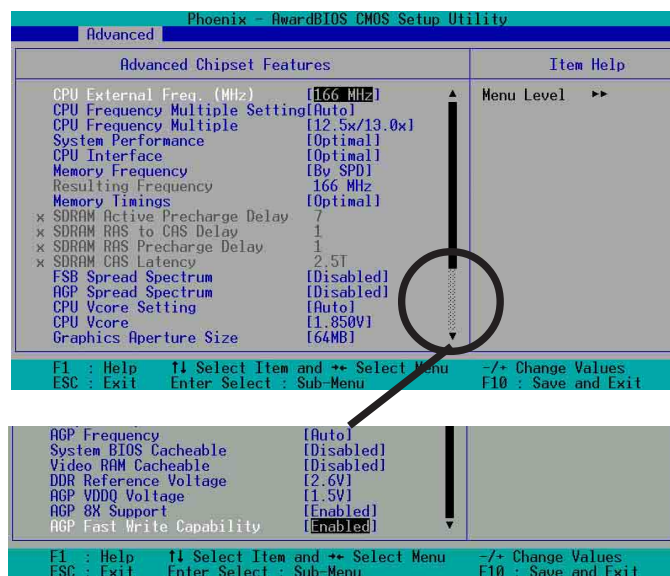 Phoenix - AwardBIOS CMOS Setup Utility
Advanced
Advanced Chipset Features
Item Help
CPU External Freq. (MHz) [166 MHz]
Menu Level ▸▸
CPU Frequency Multiple Setting[Auto]
CPU Frequency Multiple [12.5x/13.0x]
System Performance [Optimal]
CPU Interface [Optimal]
Memory Frequency [By SPD]
Resulting Frequency 166 MHz
Memory Timings [Optimal]
x SDRAM Active Precharge Delay 7
x SDRAM RAS to CAS Delay 1
x SDRAM RAS Precharge Delay 1
x SDRAM CAS Latency 2.5T
FSB Spread Spectrum [Disabled]
AGP Spread Spectrum [Disabled]
CPU Vcore Setting [Auto]
CPU Vcore [1.850V]
Graphics Aperture Size [64MB]
F1 : Help ↑↓ Select Item and ←→ Select Menu -/+ Change Values
ESC : Exit Enter Select : Sub-Menu F10 : Save and Exit
AGP Frequency [Auto]
System BIOS Cacheable [Disabled]
Video RAM Cacheable [Disabled]
DDR Reference Voltage [2.6V]
AGP VDDQ Voltage [1.5V]
AGP 8X Support [Enabled]
AGP Fast Write Capability [Enabled]
F1 : Help ↑↓ Select Item and ←→ Select Menu -/+ Change Values
ESC : Exit Enter Select : Sub-Menu F10 : Save and Exit